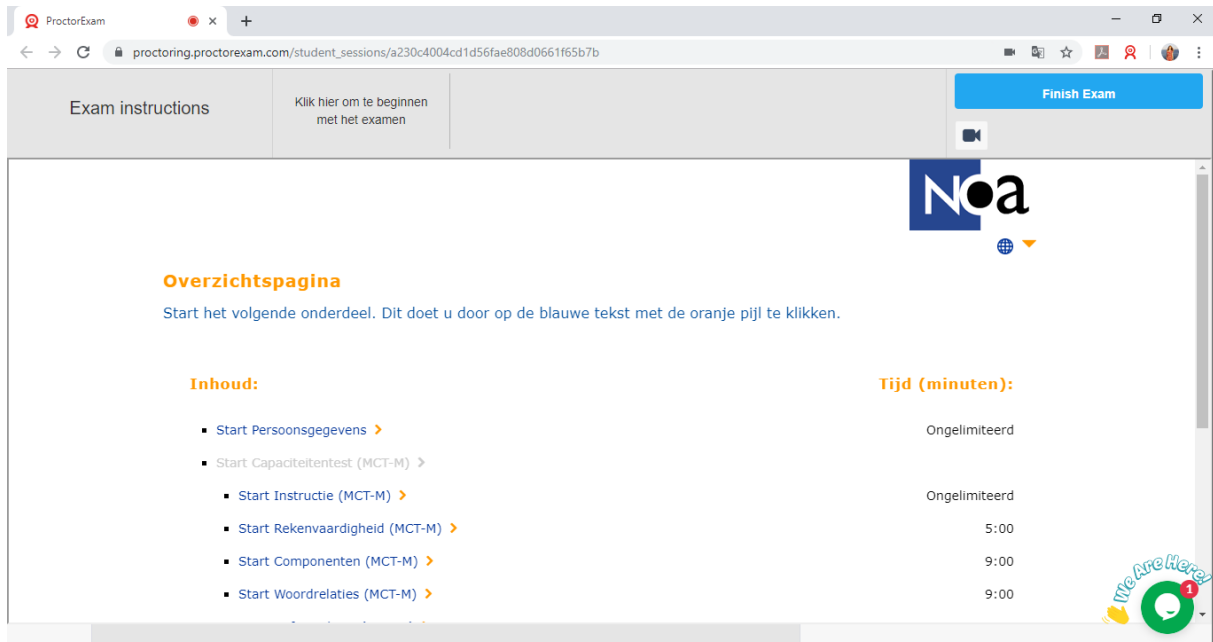 ProctorExam
proctoring.proctorexam.com/student_sessions/a230c4004cd1d56fae808d0661f65b7b
Exam instructions
Klik hier om te beginnen
met het examen
Finish Exam
Noa
Overzichtspagina
Start het volgende onderdeel. Dit doet u door op de blauwe tekst met de oranje pijl te klikken.
Inhoud: Tijd (minuten):
Start Persoonsgegevens Ongelimiteerd
Start Capaciteitentest (MCT-M)
Start Instructie (MCT-M) Ongelimiteerd
Start Rekenvaardigheid (MCT-M) 5:00
Start Componenten (MCT-M) 9:00
Start Woordrelaties (MCT-M) 9:00
We Are Here!
1